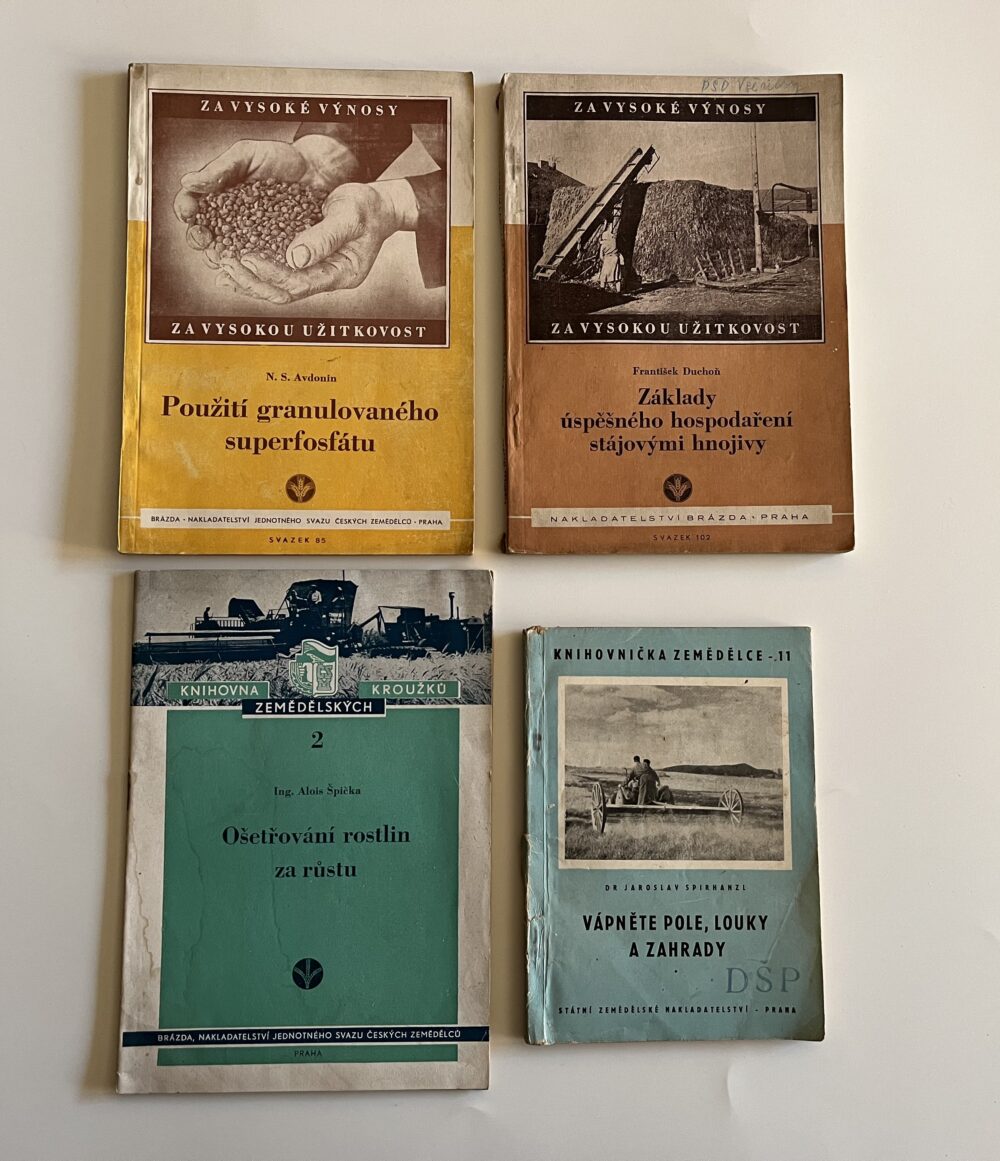 ZA VYSOKÉ VÝNOSY
ZA VYSOKOU UŽITKOVOST
N. S. Avdonin
Použití granulovaného
superfosfátu
BRÁZDA · NAKLADATELSTVÍ JEDNOTNÉHO SVAZU ČESKÝCH ZEMĚDĚLCŮ · PRAHA
SVAZEK 85
DSD
ZA VYSOKÉ VÝNOSY
ZA VYSOKOU UŽITKOVOST
František Duchoň
Základy
úspěšného hospodaření
stájovými hnojivy
NAKLADATELSTVÍ BRÁZDA · PRAHA
SVAZEK 102
KNIHOVNA KROUŽKŮ
ZEMĚDĚLSKÝCH
2
Ing. Alois Špička
Ošetřování rostlin
za růstu
BRÁZDA, NAKLADATELSTVÍ JEDNOTNÉHO SVAZU ČESKÝCH ZEMĚDĚLCŮ
PRAHA
KNIHOVNIČKA ZEMĚDĚLCE - 11
DR JAROSLAV SPIRHANZL
VÁPNĚTE POLE, LOUKY
A ZAHRADY
DŠP
STÁTNÍ ZEMĚDĚLSKÉ NAKLADATELSTVÍ - PRAHA